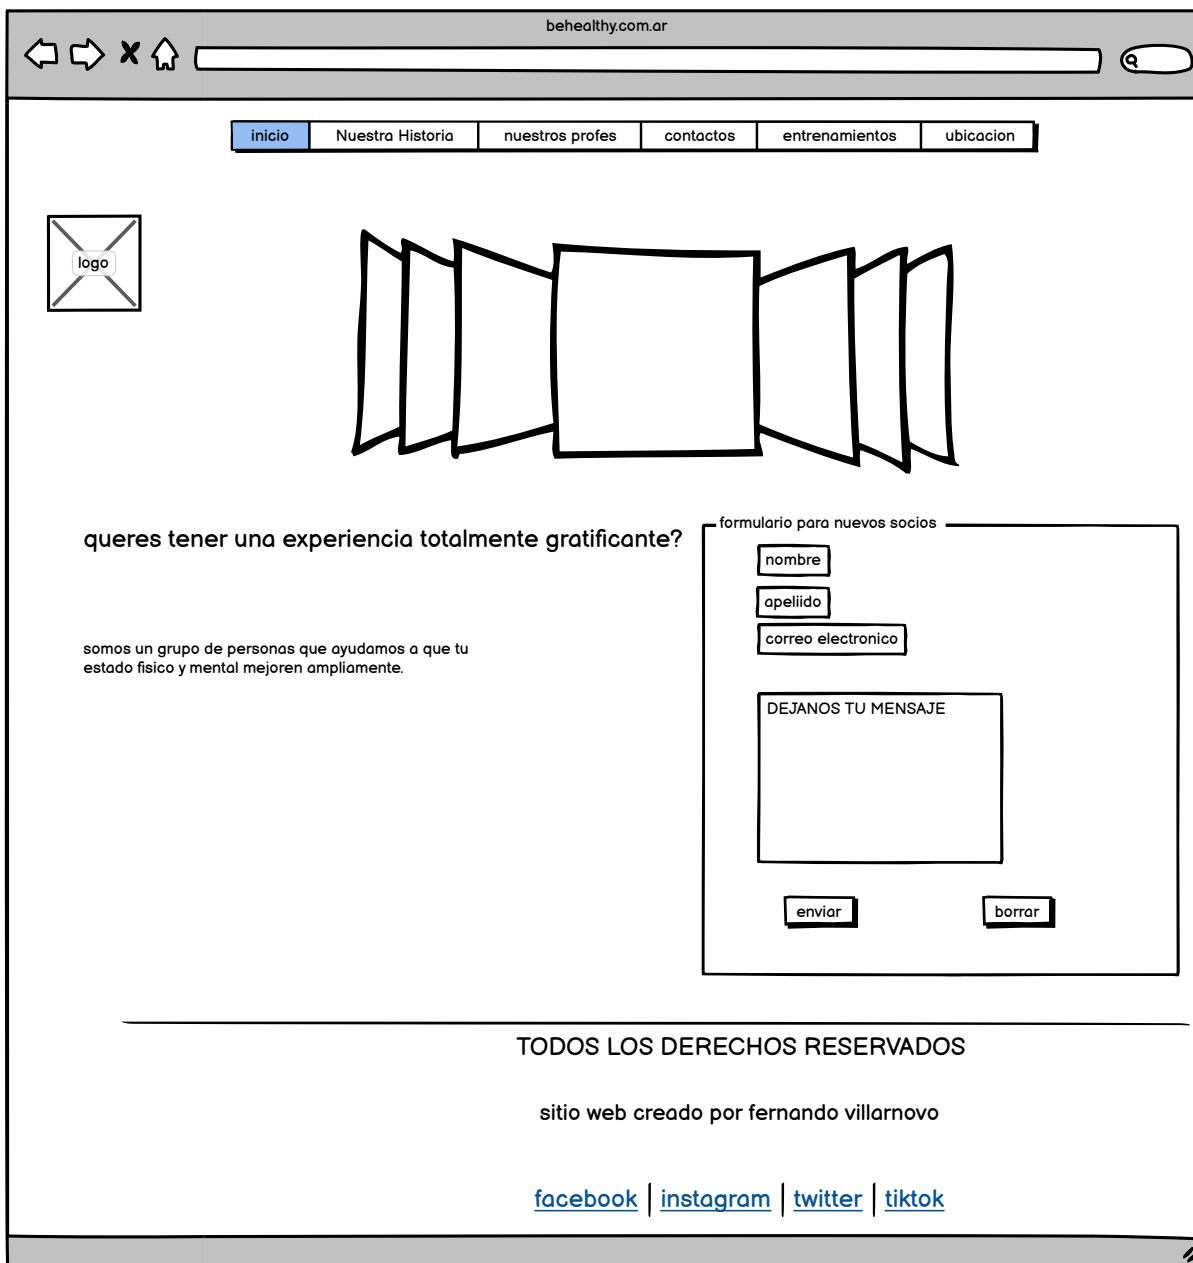 behealthy.com.ar
inicio Nuestra Historia nuestros profes contactos entrenamientos ubicacion
logo
queres tener una experiencia totalmente gratificante?
somos un grupo de personas que ayudamos a que tu
estado fisico y mental mejoren ampliamente.
formulario para nuevos socios
nombre
apeliido
correo electronico
DEJANOS TU MENSAJE
enviar borrar
TODOS LOS DERECHOS RESERVADOS
sitio web creado por fernando villarnovo
facebook instagram twitter tiktok